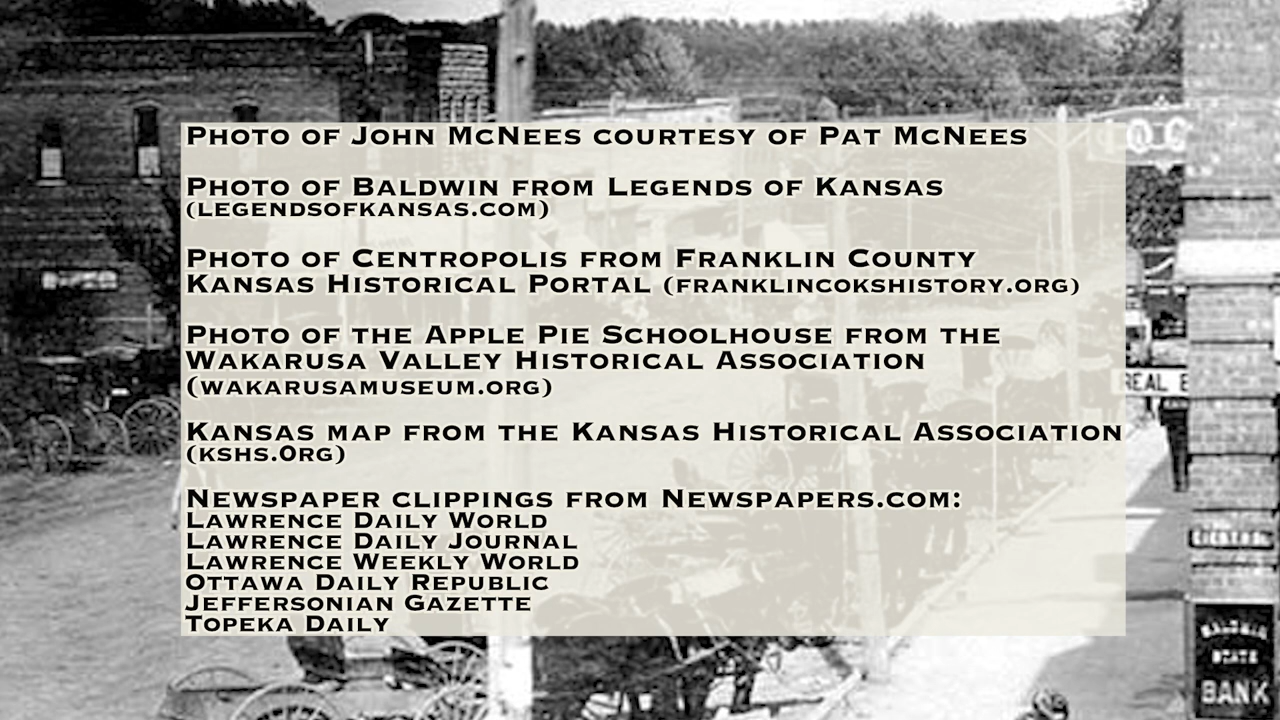 Photo of John McNees courtesy of Pat McNees
Photo of Baldwin from Legends of Kansas
(legendsofkansas.com)
Photo of Centropolis from Franklin County
Kansas Historical Portal (franklincokshistory.org)
Photo of the Apple Pie Schoolhouse from the
Wakarusa Valley Historical Association
(wakarusamuseum.org)
Kansas map from the Kansas Historical Association
(kshs.0rg)
Newspaper clippings from Newspapers.com:
Lawrence Daily World
Lawrence Daily Journal
Lawrence Weekly World
Ottawa Daily Republic
Jeffersonian Gazette
Topeka Daily
REAL E
STATE
BANK